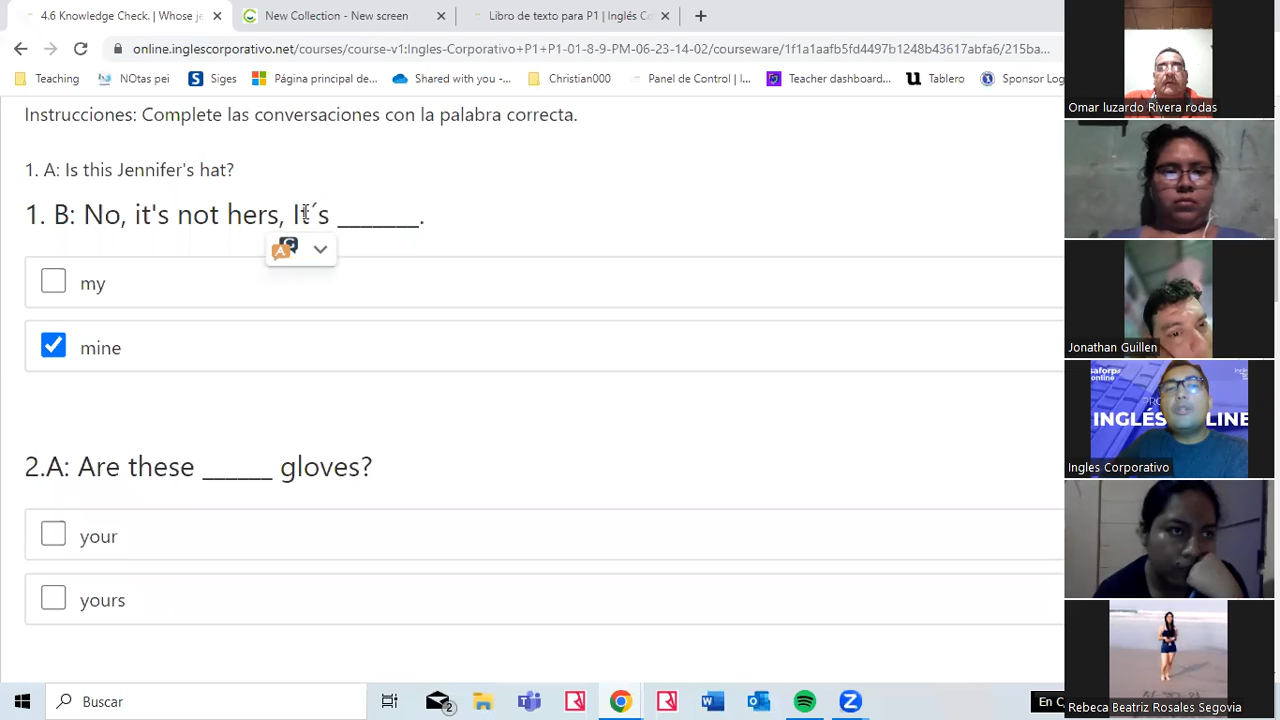 4.6 Knowledge Check. | Whose je
New Collection - New screen
Libro de texto para P1 | Inglés Co
online.inglescorporativo.net/courses/course-v1:Ingles-Corporativo+P1+P1-01-8-9-PM-06-23-14-02/courseware/1f1a1aafb5fd4497b1248b43617abfa6/215ba...
Teaching
NOtas pei
Siges
Página principal de...
Shared with you -...
Christian000
Panel de Control |...
Teacher dashboard...
Tablero
Sponsor Log
Instrucciones: Complete las conversaciones con la palabra correcta.
1. A: Is this Jennifer's hat?
1. B: No, it's not hers, It´s _______.
my
mine
2.A: Are these ______ gloves?
your
yours
Buscar
En C
Omar luzardo Rivera rodas
Jonathan Guillen
online
INGLÉS
LINE
Ingles Corporativo
Rebeca Beatriz Rosales Segovia